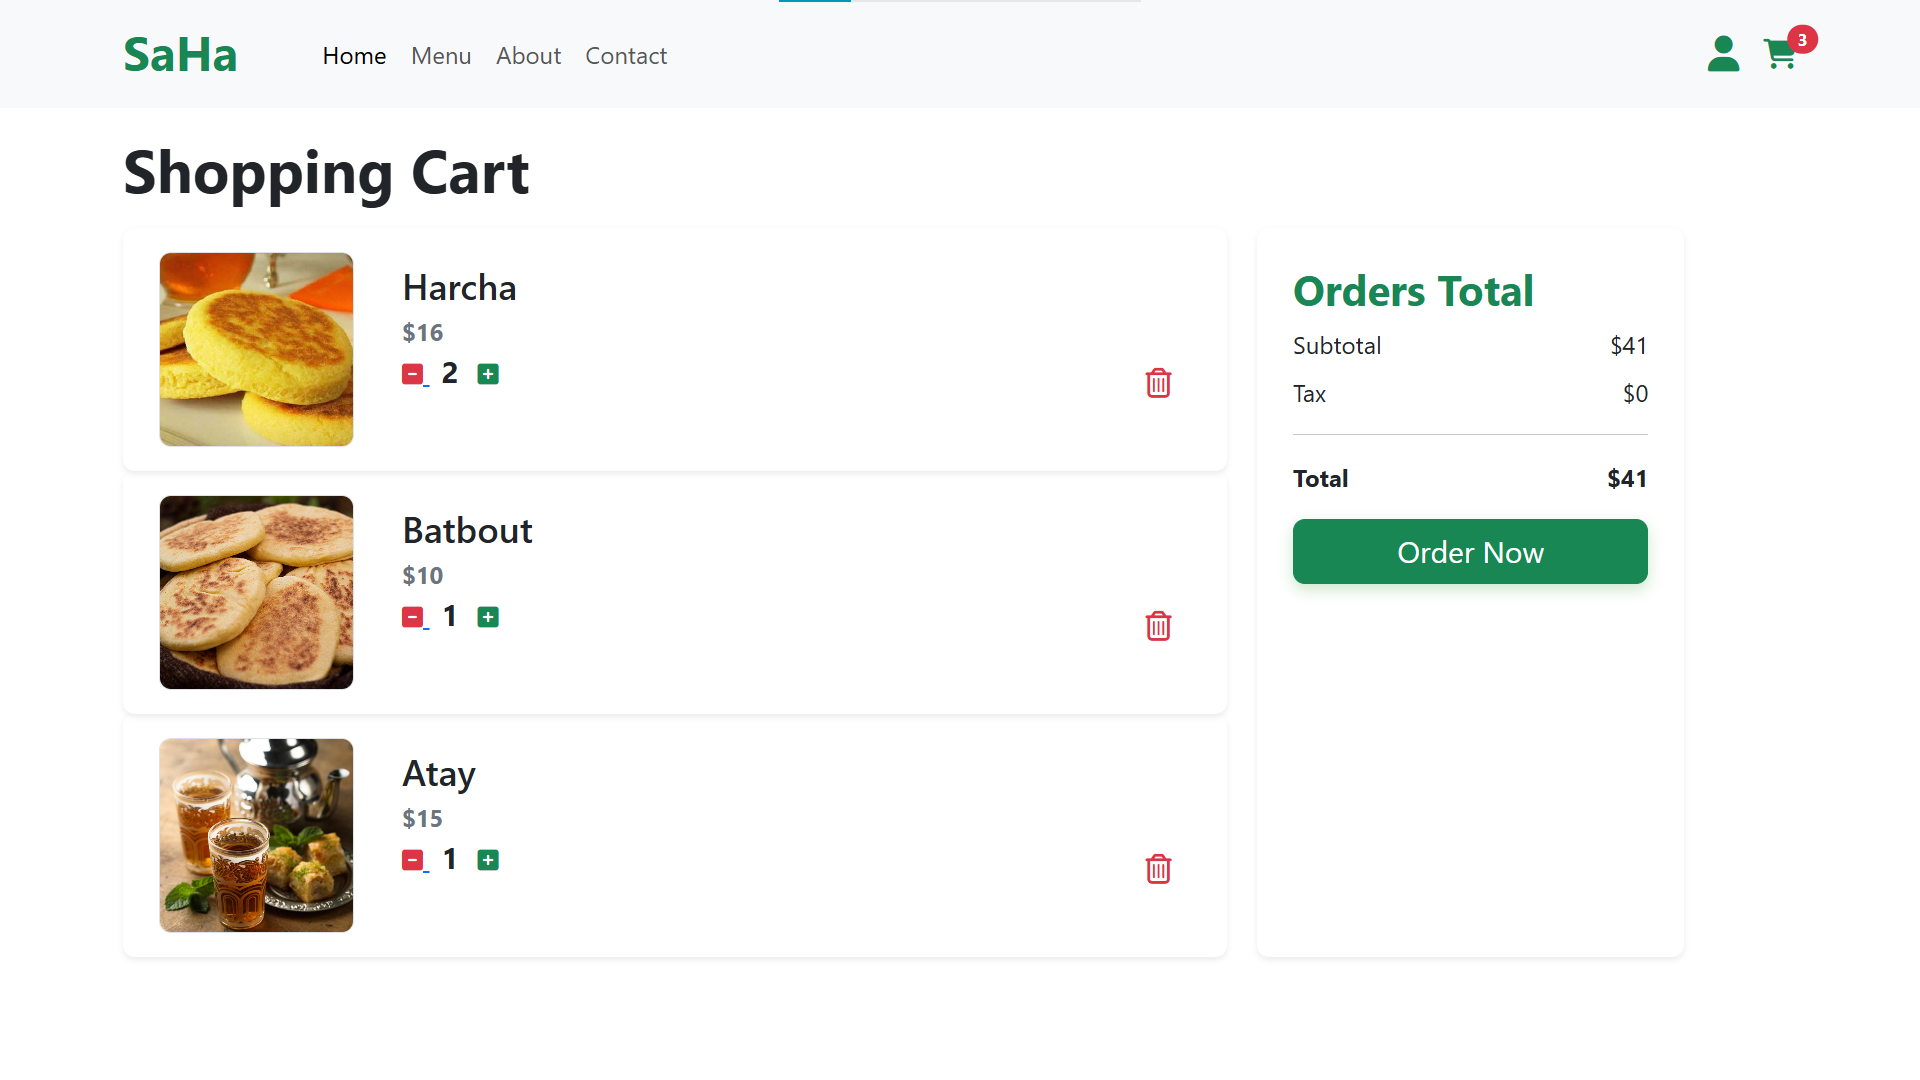 SaHa Home Menu About Contact 3
Shopping Cart
Harcha
$16
2
Batbout
$10
1
Atay
$15
1
Orders Total
Subtotal $41
Tax $0
Total $41
Order Now